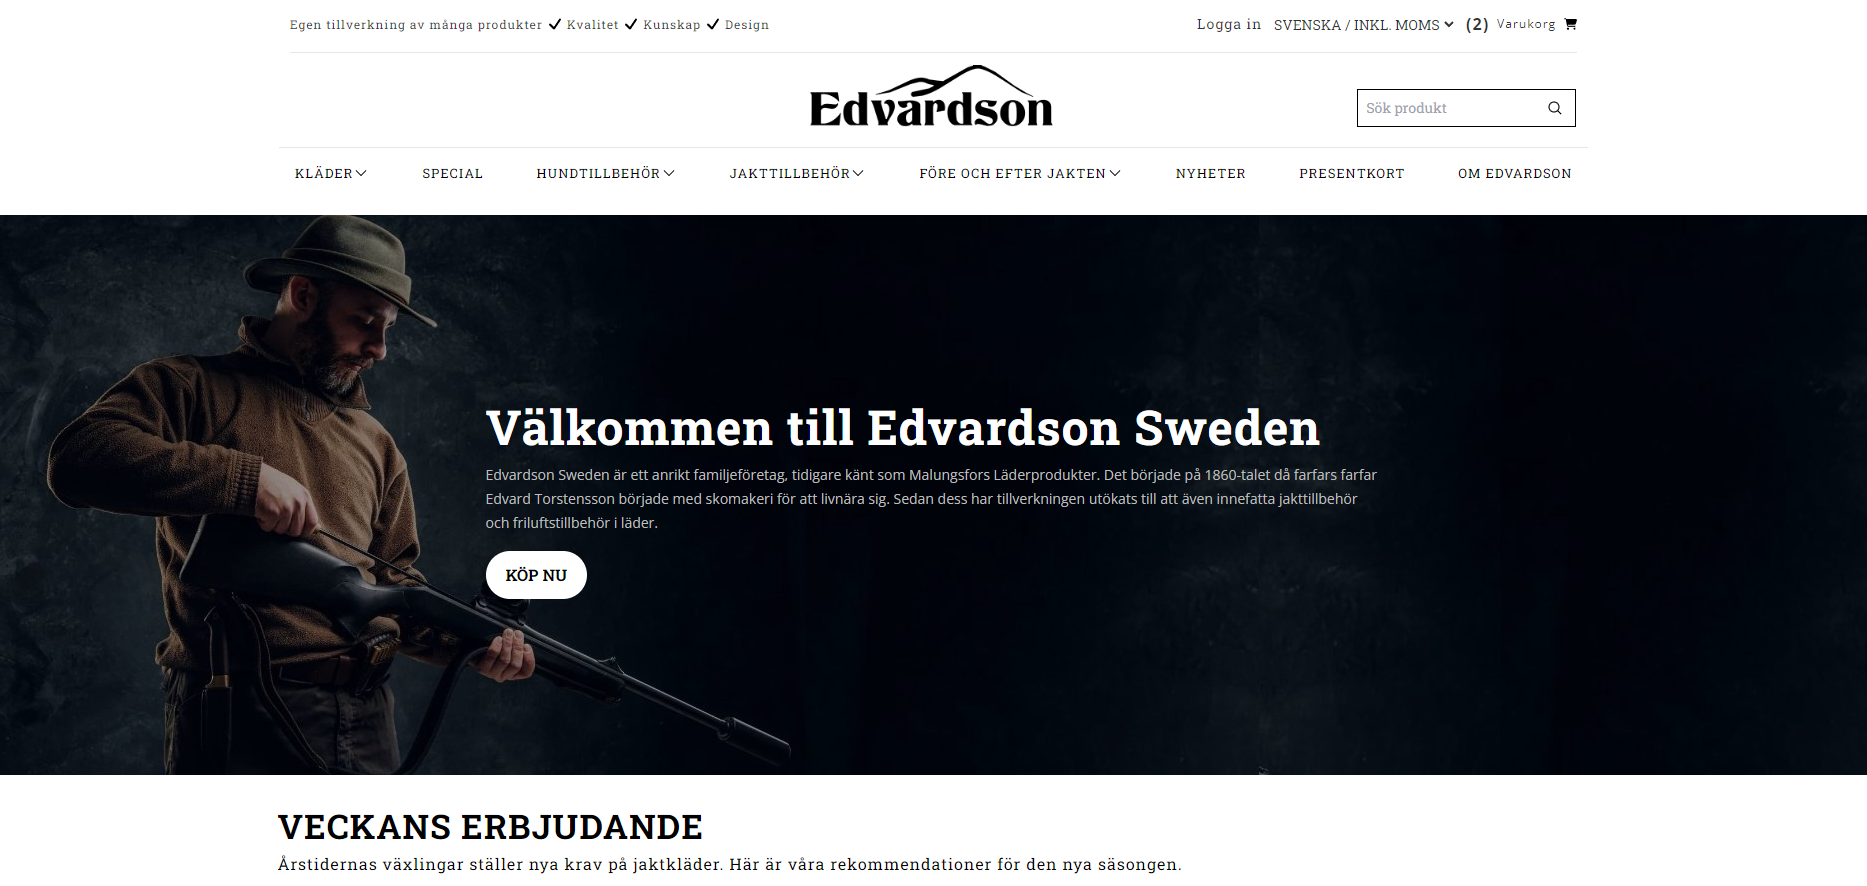 Egen tillverkning av många produkter Kvalitet Kunskap Design
Logga in SVENSKA / INKL. MOMS (2) Varukorg
Edvardson
Sök produkt
KLÄDER SPECIAL HUNDTILLBEHÖR JAKTTILLBEHÖR FÖRE OCH EFTER JAKTEN NYHETER PRESENTKORT OM EDVARDSON
Välkommen till Edvardson Sweden
Edvardson Sweden är ett anrikt familjeföretag, tidigare känt som Malungsfors Läderprodukter. Det började på 1860-talet då farfars farfar
Edvard Torstensson började med skomakeri för att livnära sig. Sedan dess har tillverkningen utökats till att även innefatta jakttillbehör
och friluftstillbehör i läder.
KÖP NU
VECKANS ERBJUDANDE
Årstidernas växlingar ställer nya krav på jaktkläder. Här är våra rekommendationer för den nya säsongen.